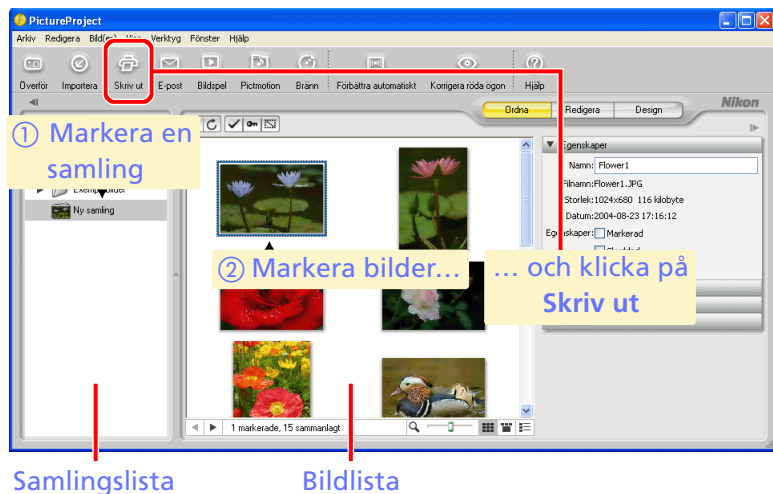 PictureProject
Arkiv Redigera Bild(er) Visa Verktyg Fönster Hjälp
Överför Importera Skriv ut E-post Bildspel Pictmotion Bränn Förbättra automatiskt Korrigera röda ögon Hjälp
Ordna Redigera Design Nikon
① Markera en
samling
Ny samling
② Markera bilder...
... och klicka på
Skriv ut
Egenskaper
Namn: Flower1
Filnamn:Flower1.JPG
Storlek:1024x680 116 kilobyte
Datum:2004-08-23 17:16:12
Egenskaper: Markerad
1 markerade, 15 sammanlagt
Samlingslista Bildlista